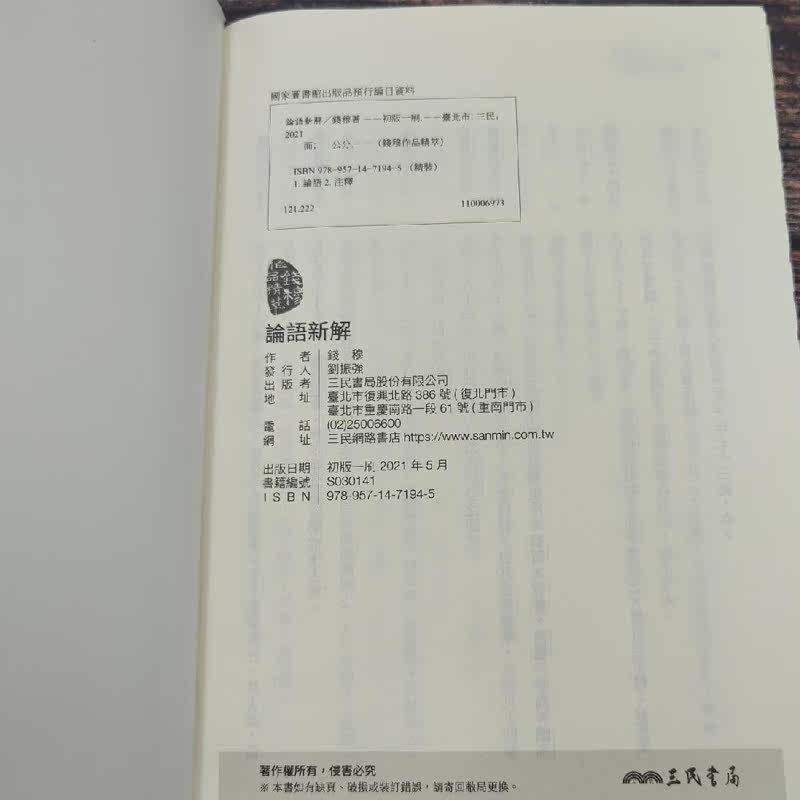 國家圖書館出版品預行編目資料
論語新解／錢穆著.－－初版一刷.－－臺北市: 三民,
2021
面； 公分.－－（錢穆作品精萃）
ISBN 978-957-14-7194-5 （精裝）
1.論語 2.注釋
121.222 110006973
錢穆作品精萃
論語新解
作者 錢穆
發行人 劉振強
出版者 三民書局股份有限公司
地址 臺北市復興北路 386 號 ( 復北門市 )
臺北市重慶南路一段 61 號 ( 重南門市 )
電話 (02)25006600
網址 三民網路書店 https://www.sanmin.com.tw
出版日期 初版一刷 2021 年 5 月
書籍編號 S030141
ISBN 978-957-14-7194-5
著作權所有，侵害必究
※ 本書如有缺頁、破損或裝訂錯誤，請寄回敝局更換。
三民書局